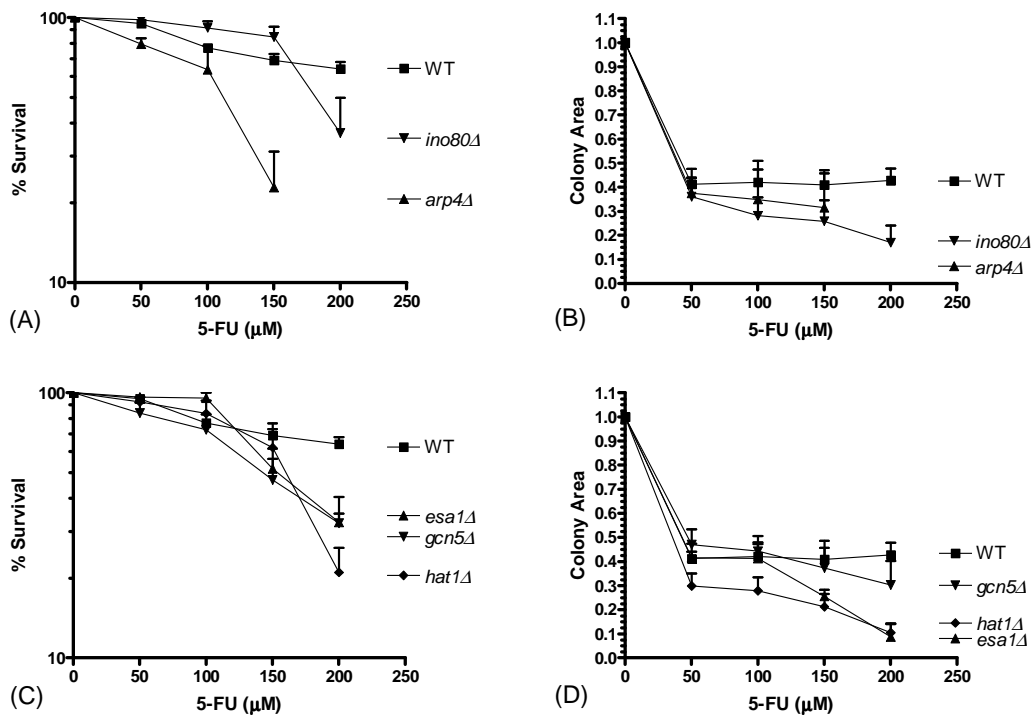 % Survival
100
10
0 50 100 150 200 250
5-FU (μM)
WT
ino80Δ
arp4Δ
(A)
Colony Area
1.1
1.0
0.9
0.8
0.7
0.6
0.5
0.4
0.3
0.2
0.1
0.0
0 50 100 150 200 250
5-FU (μM)
WT
ino80Δ
arp4Δ
(B)
% Survival
100
10
0 50 100 150 200 250
5-FU (μM)
WT
esa1Δ
gcn5Δ
hat1Δ
(C)
Colony Area
1.1
1.0
0.9
0.8
0.7
0.6
0.5
0.4
0.3
0.2
0.1
0.0
0 50 100 150 200 250
5-FU (μM)
WT
gcn5Δ
hat1Δ
esa1Δ
(D)